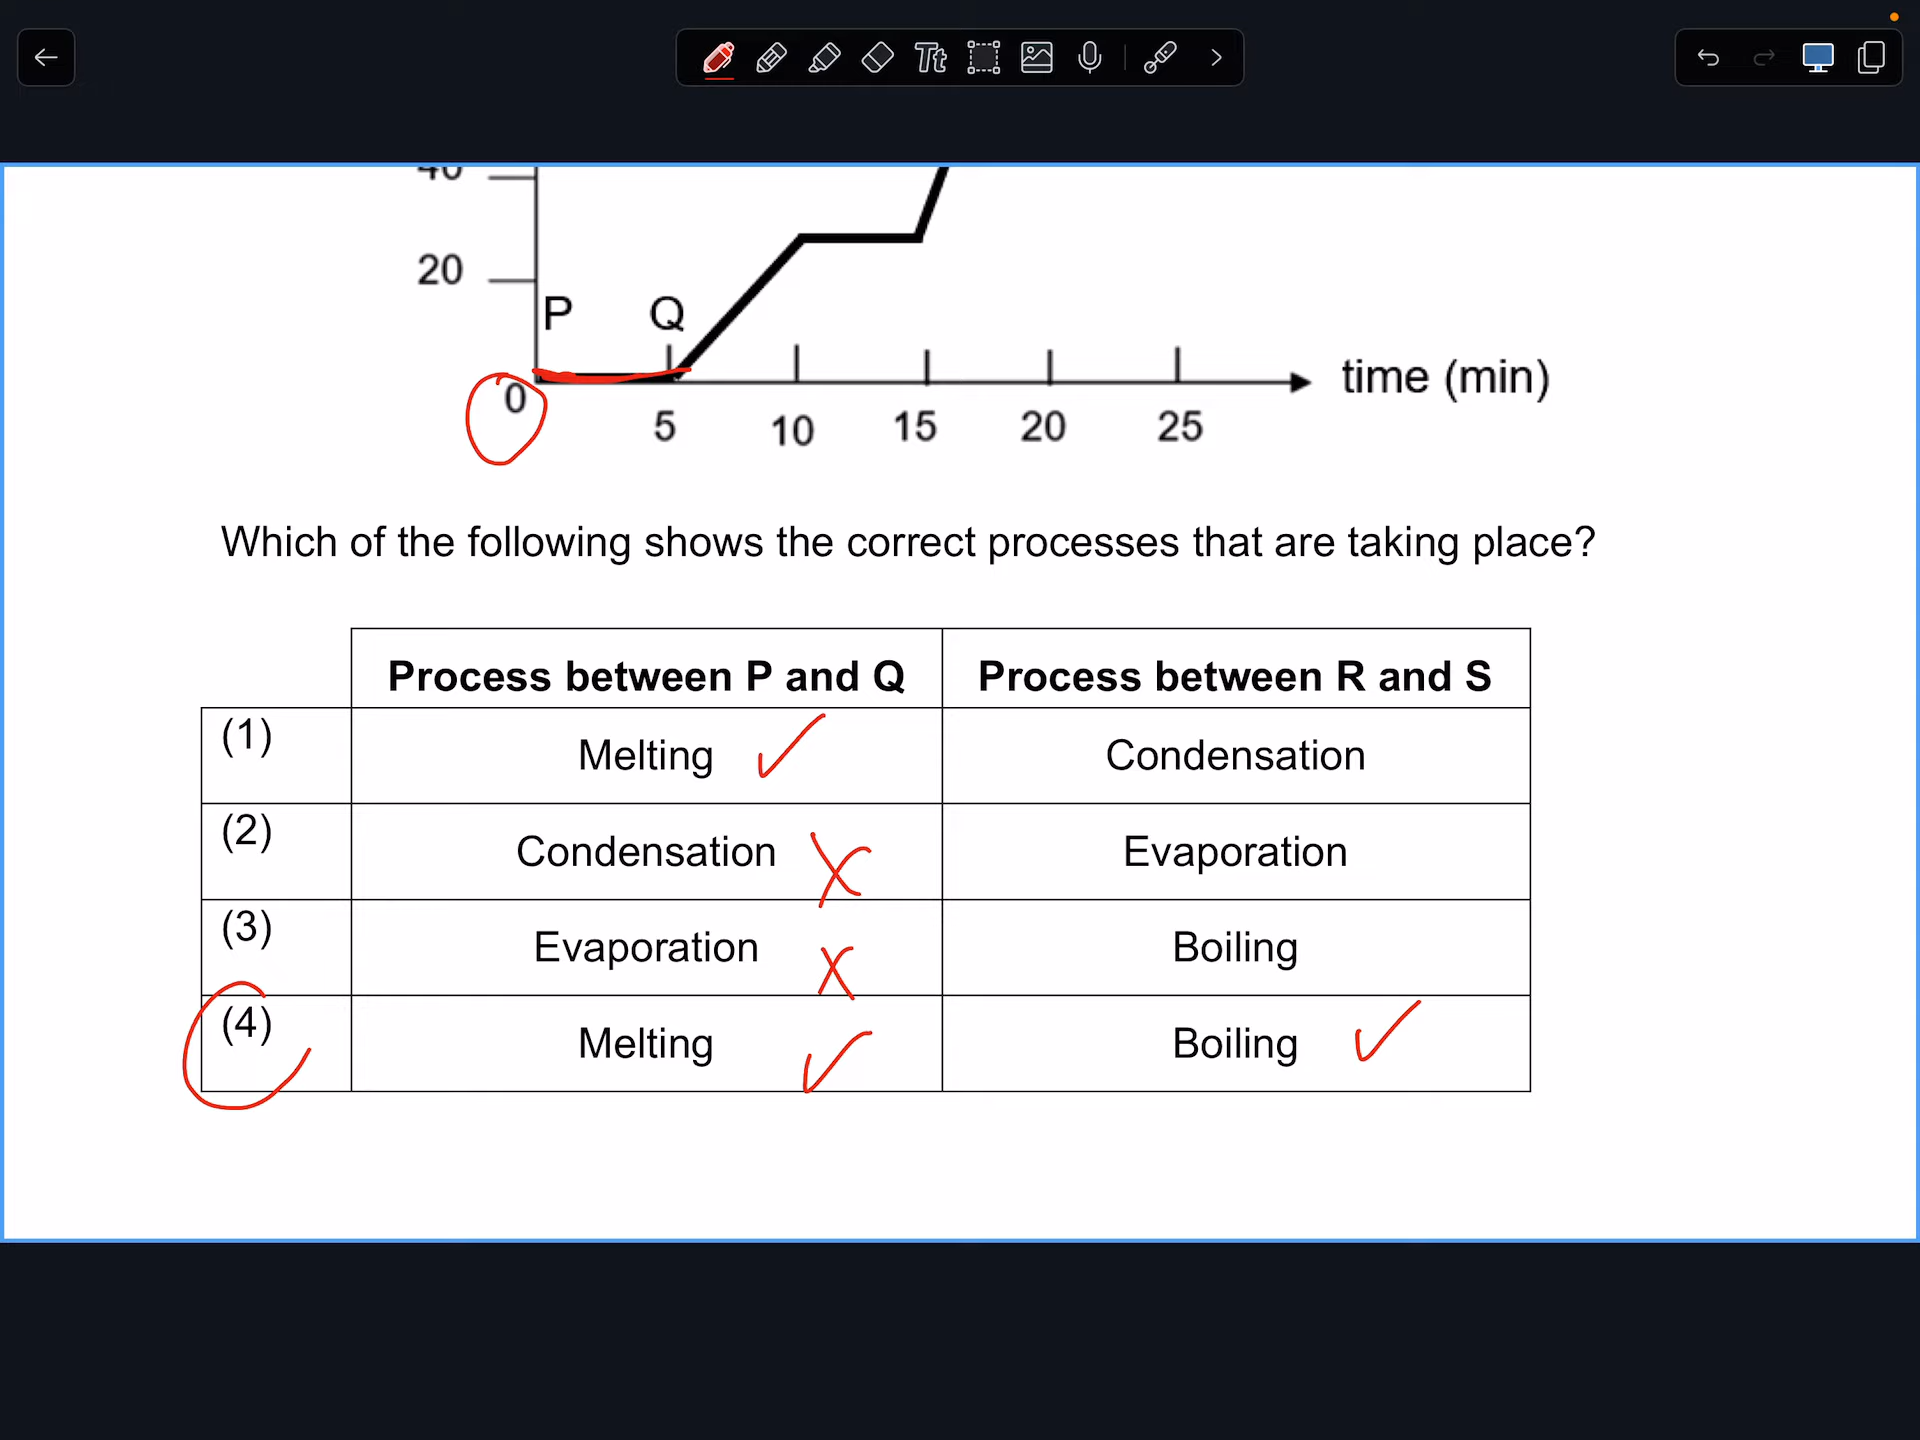 Tt
40
20
P Q
0
time (min)
5 10 15 20 25
Which of the following shows the correct processes that are taking place?
Process between P and Q Process between R and S
(1) Melting Condensation
(2) Condensation Evaporation
(3) Evaporation Boiling
(4) Melting Boiling